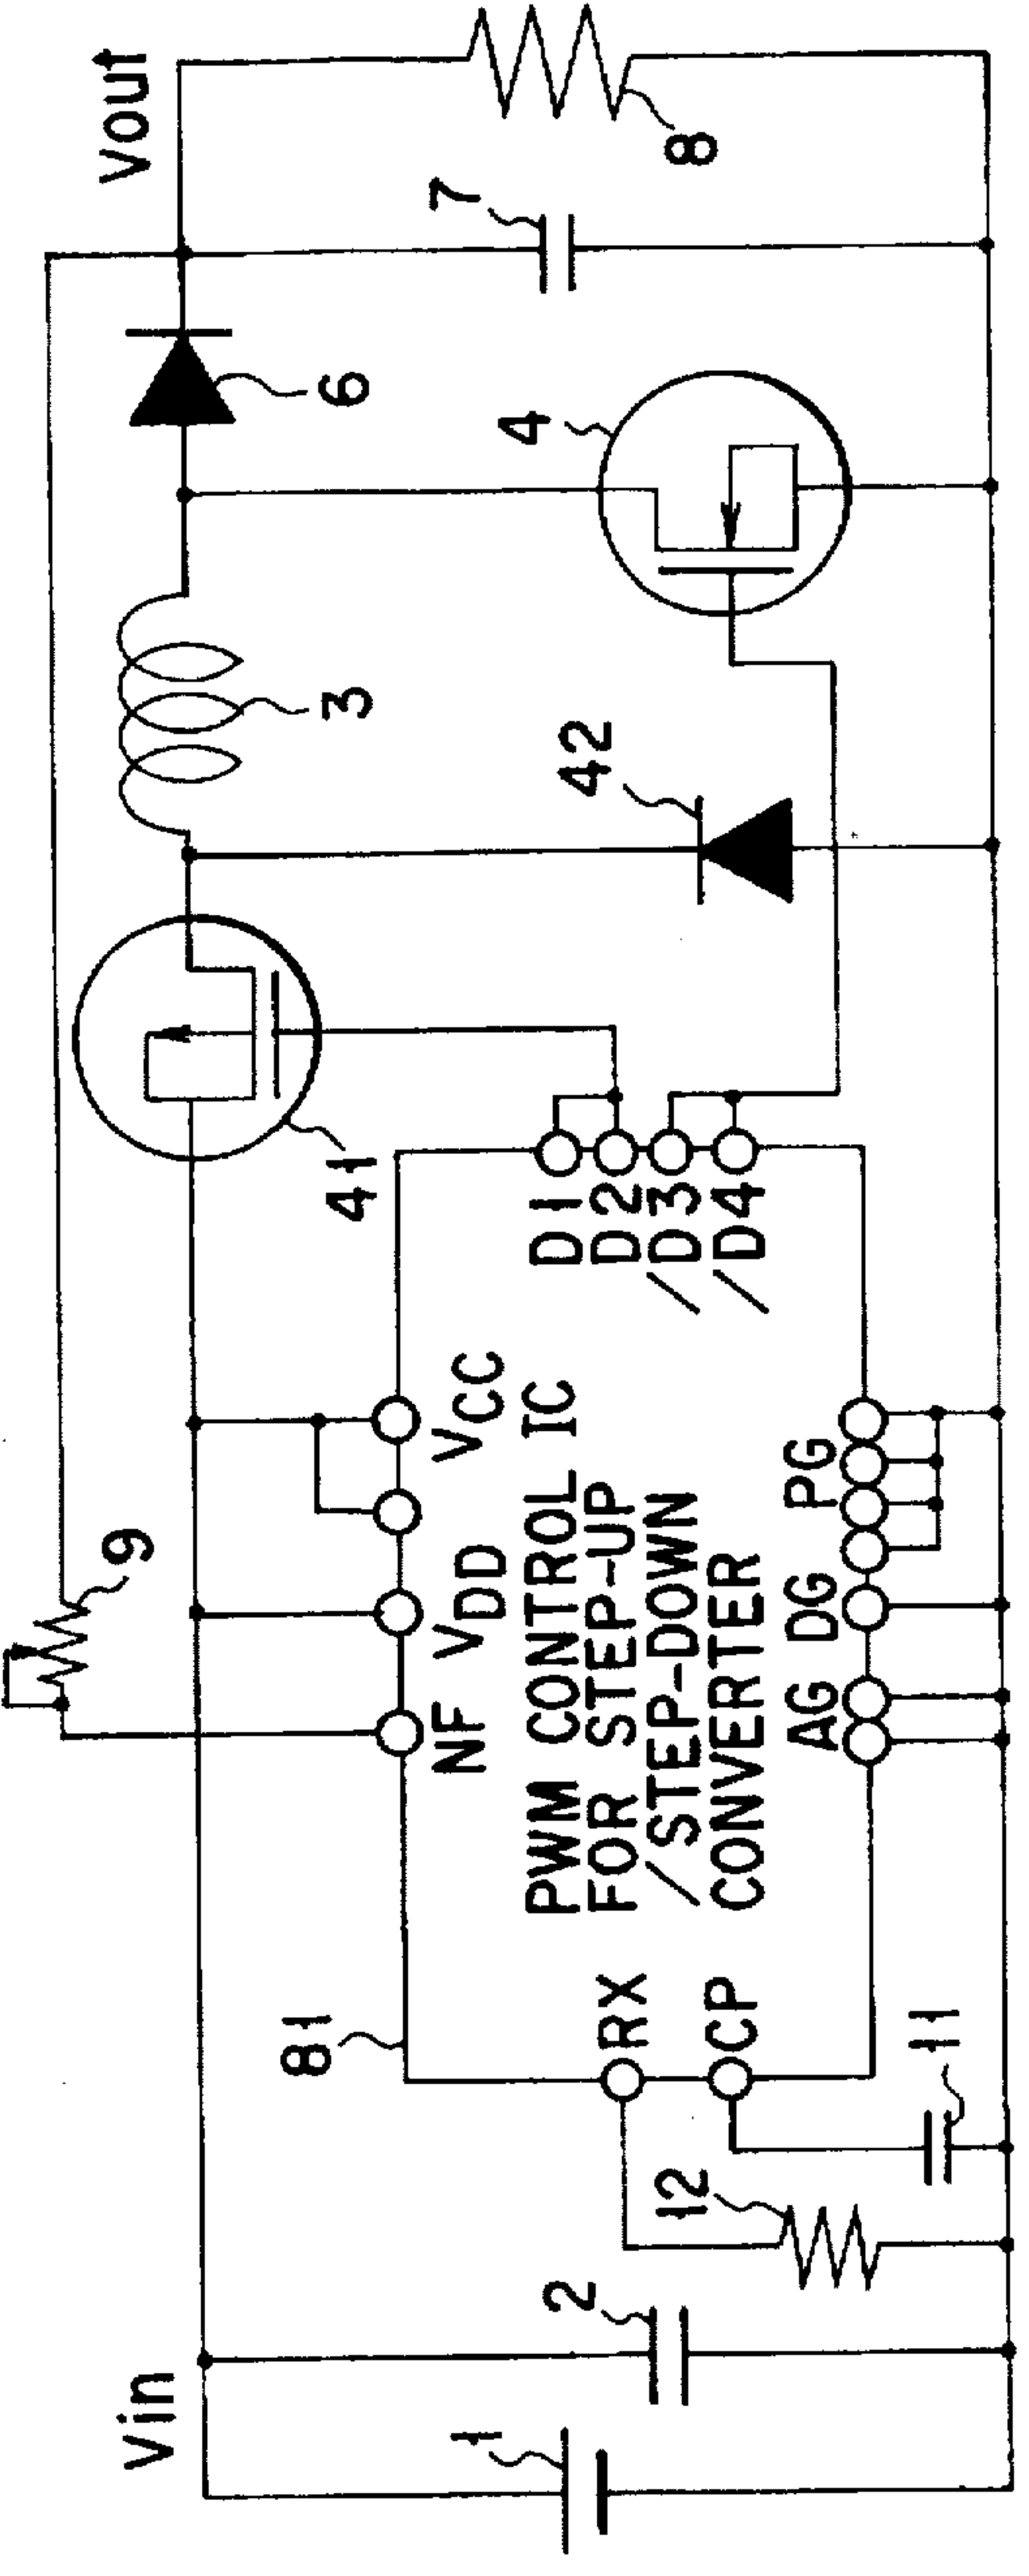 Vin
Vout
1
2
12
11
81
RX
CP
NF
VDD
VCC
PWM CONTROL IC
FOR STEP-UP
/STEP-DOWN
CONVERTER
AG
DG
PG
D1
D2
/D3
/D4
9
41
42
3
4
6
7
8